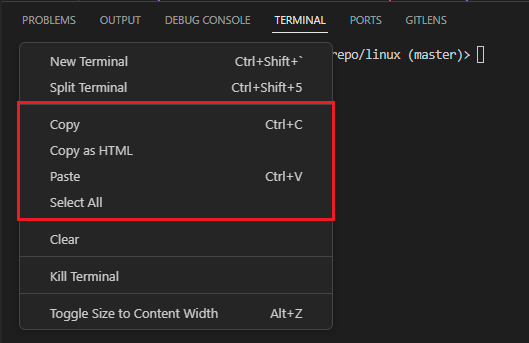 PROBLEMS OUTPUT DEBUG CONSOLE TERMINAL PORTS GITLENS
repo/linux (master)>
New Terminal Ctrl+Shift+`
Split Terminal Ctrl+Shift+5
Copy Ctrl+C
Copy as HTML
Paste Ctrl+V
Select All
Clear
Kill Terminal
Toggle Size to Content Width Alt+Z